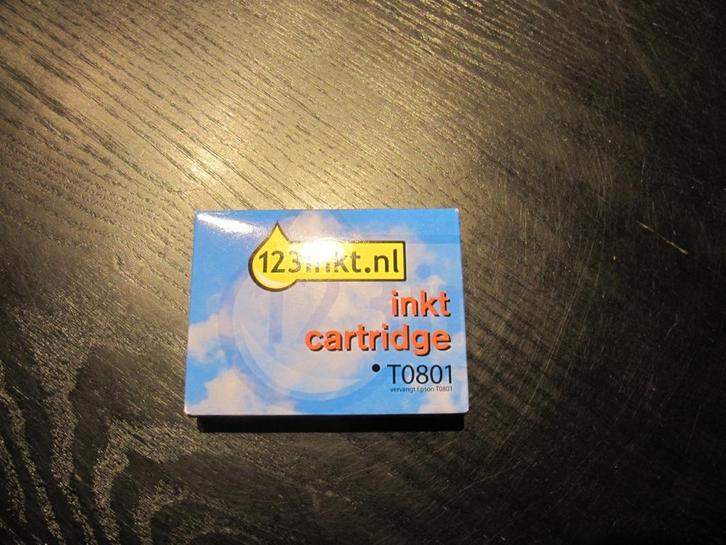 123inkt.nl
inkt
cartridge
T0801
vervangt Epson T0801